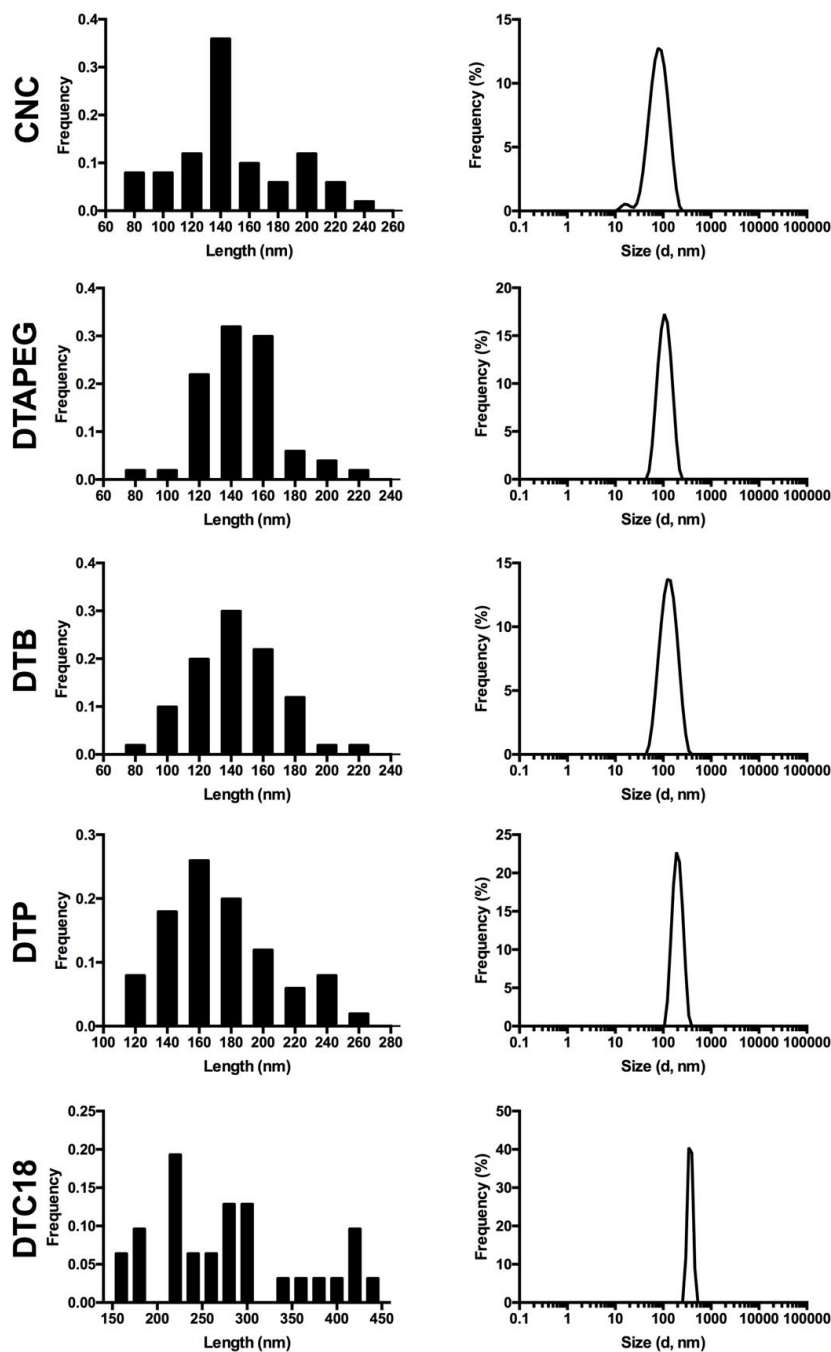 CNC
Frequency
0.4
0.3
0.2
0.1
0.0
60 80 100 120 140 160 180 200 220 240 260
Length (nm)
Frequency (%)
15
10
5
0
0.1 1 10 100 1000 10000 100000
Size (d, nm)
DTAPEG
Frequency
0.4
0.3
0.2
0.1
0.0
60 80 100 120 140 160 180 200 220 240
Length (nm)
Frequency (%)
20
15
10
5
0
0.1 1 10 100 1000 10000 100000
Size (d, nm)
DTB
Frequency
0.4
0.3
0.2
0.1
0.0
60 80 100 120 140 160 180 200 220 240
Length (nm)
Frequency (%)
15
10
5
0
0.1 1 10 100 1000 10000 100000
Size (d, nm)
DTP
Frequency
0.3
0.2
0.1
0.0
100 120 140 160 180 200 220 240 260 280
Length (nm)
Frequency (%)
25
20
15
10
5
0
0.1 1 10 100 1000 10000 100000
Size (d, nm)
DTC18
Frequency
0.25
0.20
0.15
0.10
0.05
0.00
150 200 250 300 350 400 450
Length (nm)
Frequency (%)
50
40
30
20
10
0
0.1 1 10 100 1000 10000 100000
Size (d, nm)